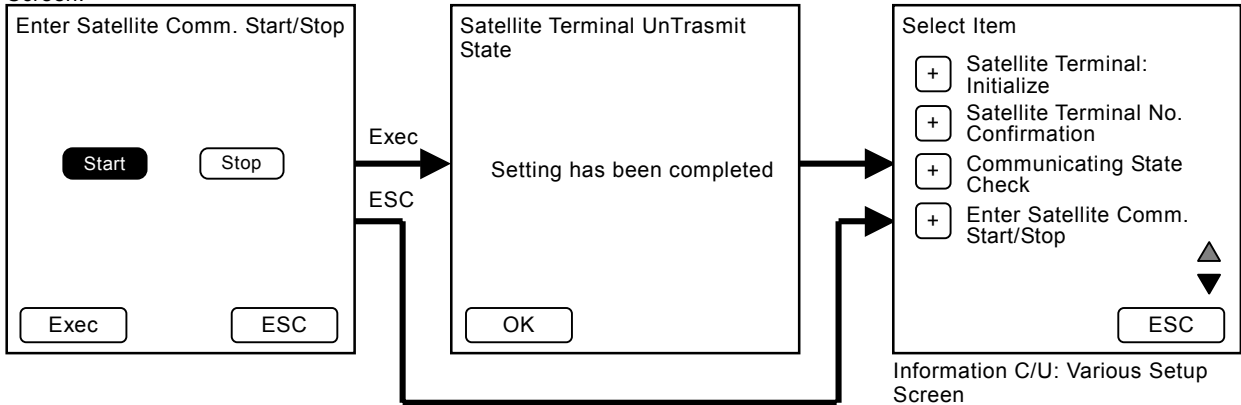 Screen.
Enter Satellite Comm. Start/Stop
Start
Stop
Exec
ESC
Exec
ESC
Satellite Terminal UnTrasmit
State
Setting has been completed
OK
Select Item
+ Satellite Terminal:
Initialize
+ Satellite Terminal No.
Confirmation
+ Communicating State
Check
+ Enter Satellite Comm.
Start/Stop
ESC
Information C/U: Various Setup
Screen